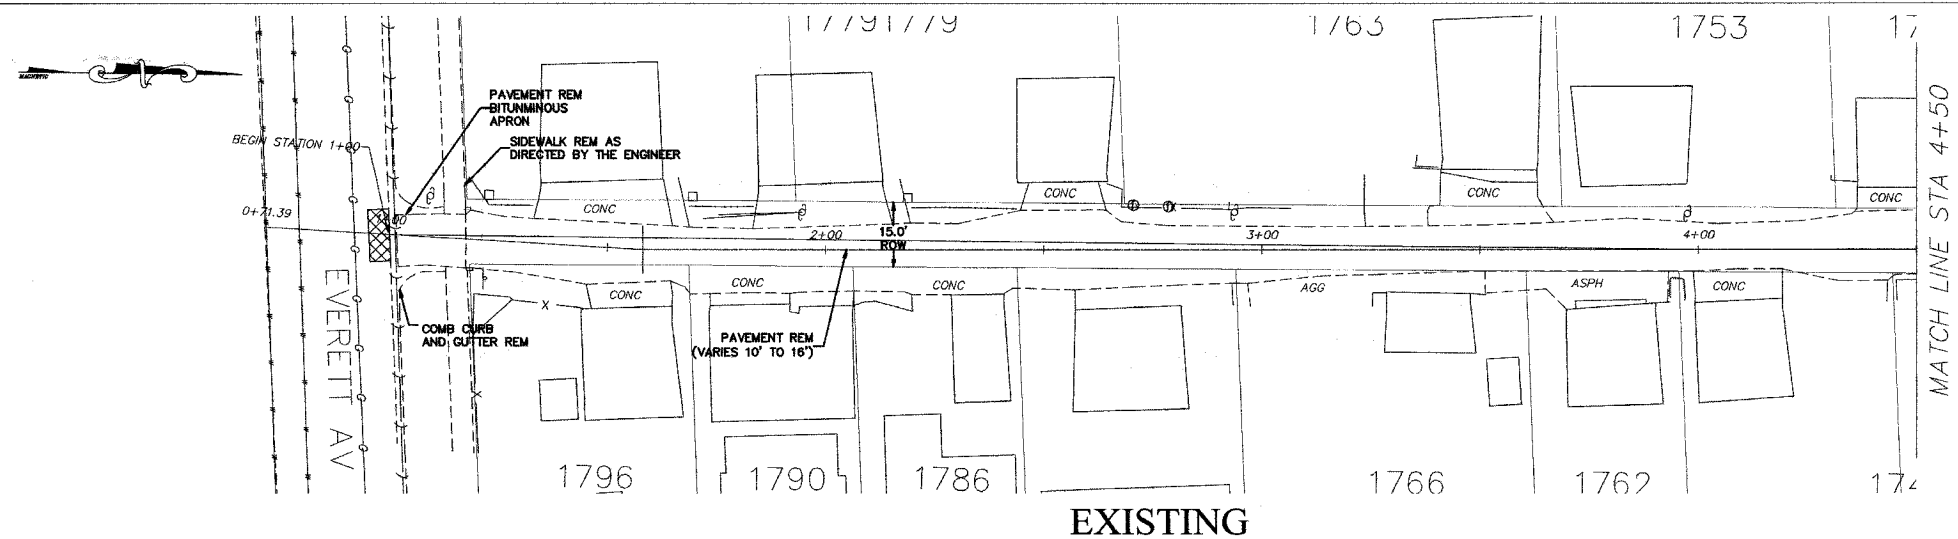 17791779
1763
1753
MAGNETIC
PAVEMENT REM
BITUNMINOUS
APRON
BEGIN STATION 1+00
SIDEWALK REM AS
DIRECTED BY THE ENGINEER
0+71.39
CONC
CONC
CONC
CONC
2+00
15.0'
ROW
3+00
4+00
EVERETT AV
CONC
CONC
CONC
AGG
ASPH
CONC
X
COMB CURB
AND GUTTER REM
PAVEMENT REM
(VARIES 10' TO 16')
X
1796
1790
1786
1766
1762
MATCH LINE STA 4+50
EXISTING